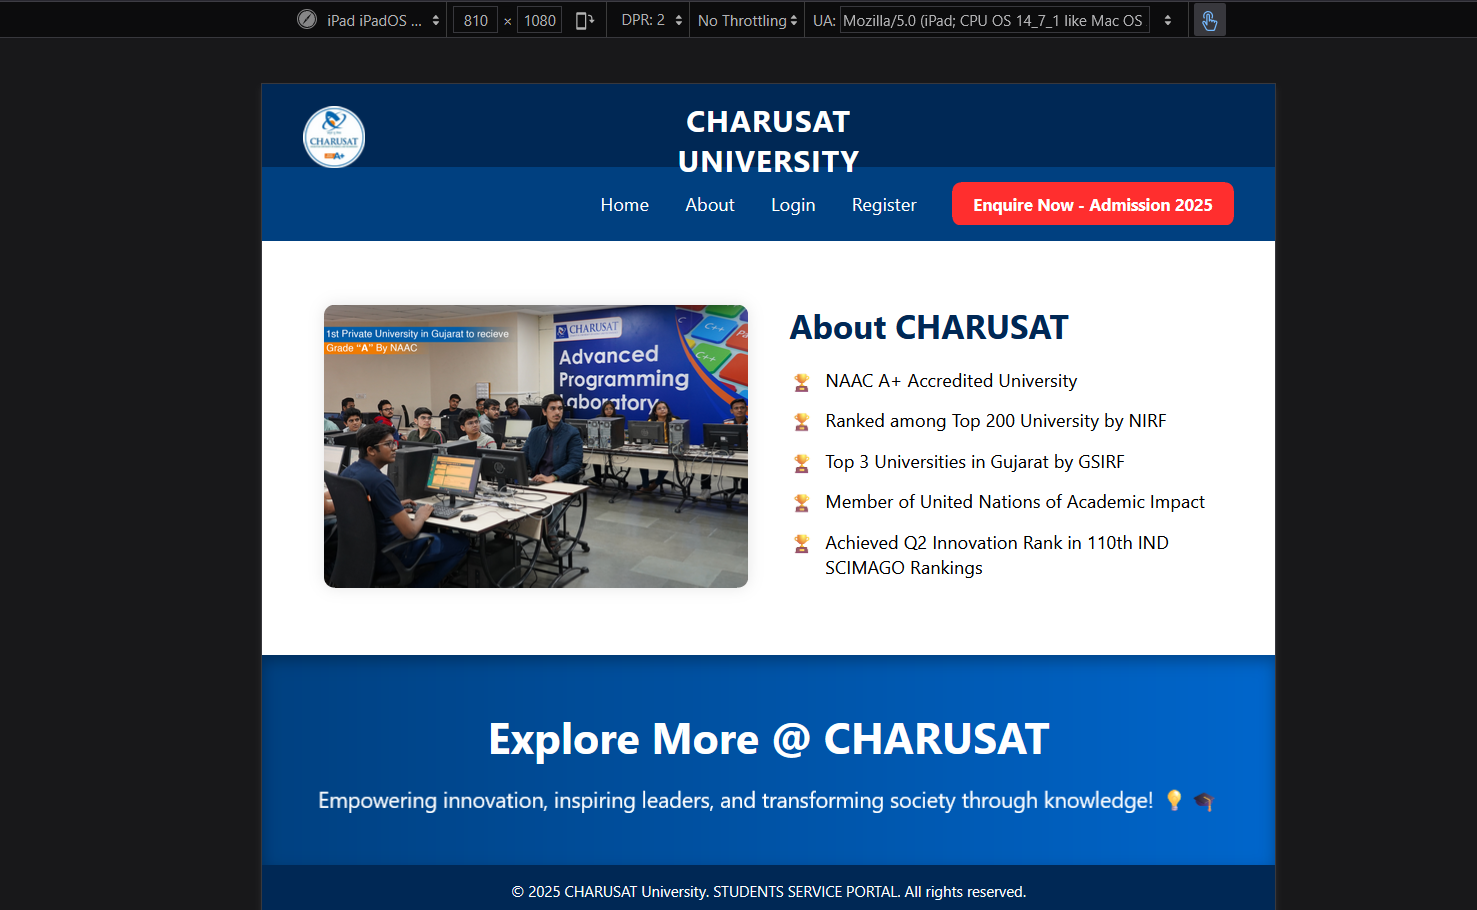 iPad iPadOS ... 810 × 1080 DPR: 2 No Throttling UA: Mozilla/5.0 (iPad; CPU OS 14_7_1 like Mac OS
CHARUSAT
A+
CHARUSAT
UNIVERSITY
Home About Login Register Enquire Now - Admission 2025
1st Private University in Gujarat to recieve
Grade “A” By NAAC
CHARUSAT
Advanced
Programming
Laboratory
C++
C++
About CHARUSAT
NAAC A+ Accredited University
Ranked among Top 200 University by NIRF
Top 3 Universities in Gujarat by GSIRF
Member of United Nations of Academic Impact
Achieved Q2 Innovation Rank in 110th IND
SCIMAGO Rankings
Explore More @ CHARUSAT
Empowering innovation, inspiring leaders, and transforming society through knowledge! 💡 🎓
© 2025 CHARUSAT University. STUDENTS SERVICE PORTAL. All rights reserved.